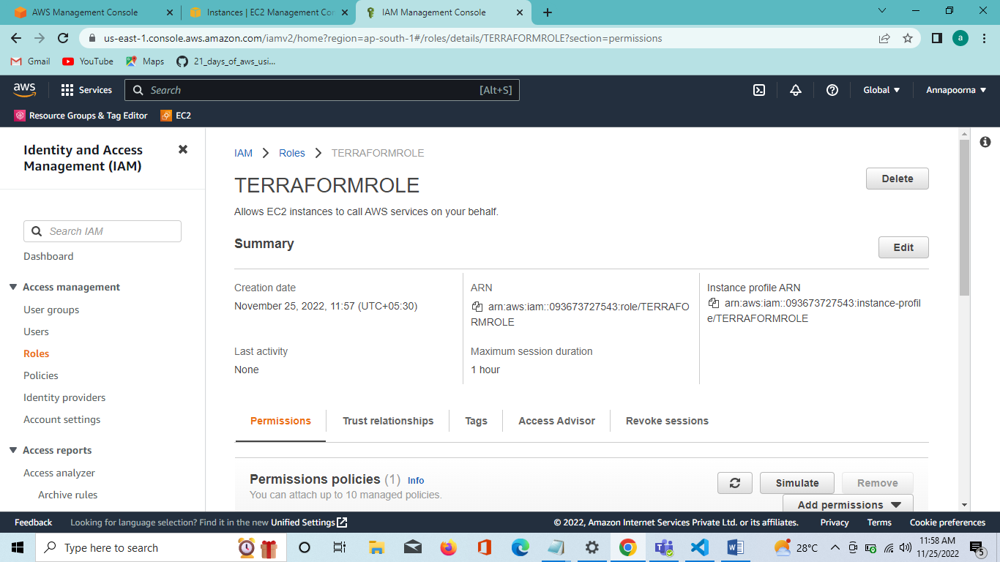 AWS Management Console
Instances | EC2 Management Con
IAM Management Console
us-east-1.console.aws.amazon.com/iamv2/home?region=ap-south-1#/roles/details/TERRAFORMROLE?section=permissions
a
Gmail
YouTube
Maps
21_days_of_aws_usi...
aws
Services
Search
[Alt+S]
Global
Annapoorna
Resource Groups & Tag Editor
EC2
Identity and Access
Management (IAM)
Search IAM
Dashboard
Access management
User groups
Users
Roles
Policies
Identity providers
Account settings
Access reports
Access analyzer
Archive rules
IAM > Roles > TERRAFORMROLE
TERRAFORMROLE
Delete
Allows EC2 instances to call AWS services on your behalf.
Summary
Edit
Creation date
November 25, 2022, 11:57 (UTC+05:30)
ARN
arn:aws:iam::093673727543:role/TERRAFO
RMROLE
Instance profile ARN
arn:aws:iam::093673727543:instance-profil
e/TERRAFORMROLE
Last activity
None
Maximum session duration
1 hour
Permissions
Trust relationships
Tags
Access Advisor
Revoke sessions
Permissions policies (1) Info
You can attach up to 10 managed policies.
Simulate
Remove
Add permissions
Feedback
Looking for language selection? Find it in the new Unified Settings
© 2022, Amazon Internet Services Private Ltd. or its affiliates.
Privacy
Terms
Cookie preferences
Type here to search
28°C
11:58 AM
11/25/2022
5